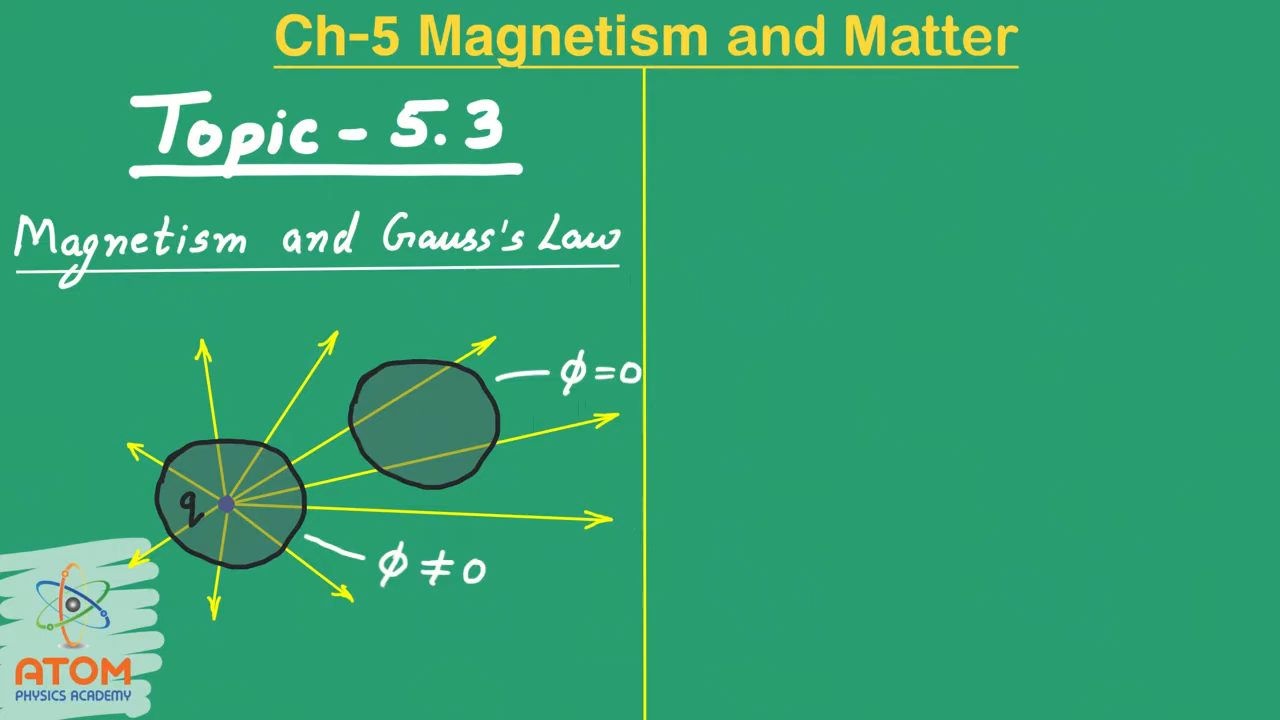 Ch-5 Magnetism and Matter
Topic - 5.3
Magnetism and Gauss's Law
ϕ = 0
q
ϕ ≠ 0
ATOM
PHYSICS ACADEMY